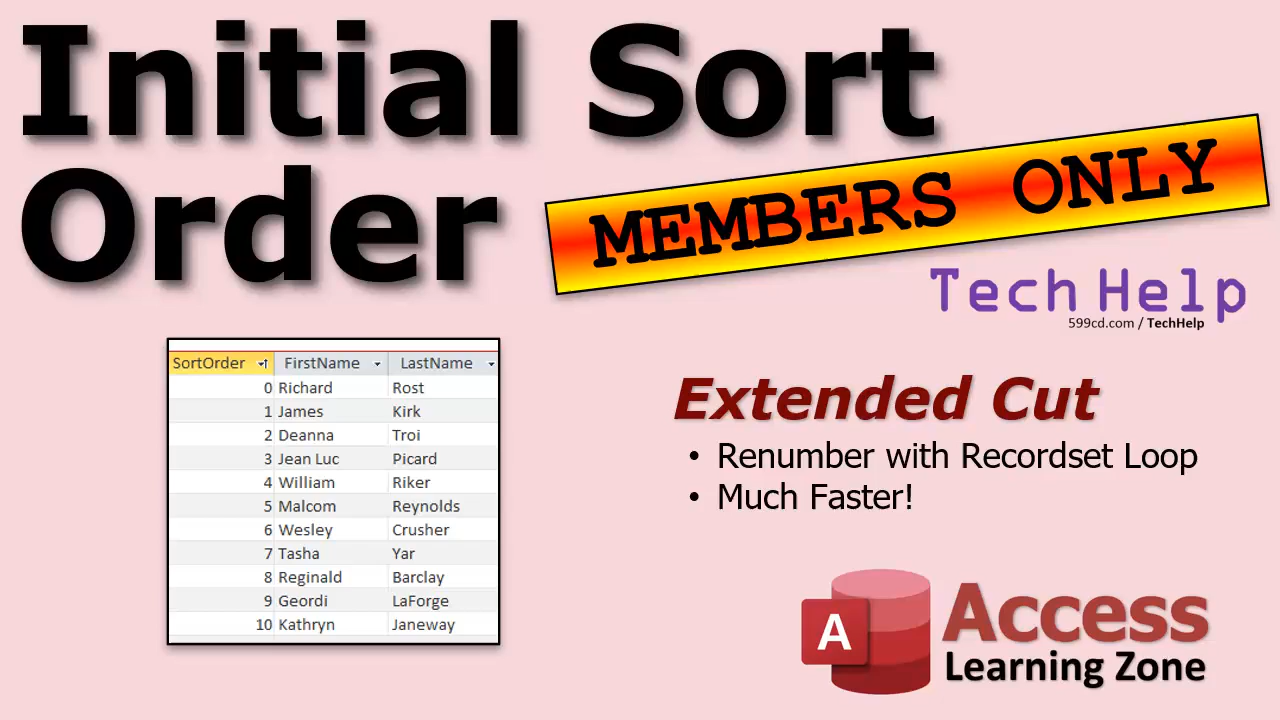 Initial Sort
Order
MEMBERS ONLY
TechHelp
599cd.com / TechHelp
SortOrder FirstName LastName
0 Richard Rost
1 James Kirk
2 Deanna Troi
3 Jean Luc Picard
4 William Riker
5 Malcom Reynolds
6 Wesley Crusher
7 Tasha Yar
8 Reginald Barclay
9 Geordi LaForge
10 Kathryn Janeway
Extended Cut
• Renumber with Recordset Loop
• Much Faster!
A
Access
Learning Zone